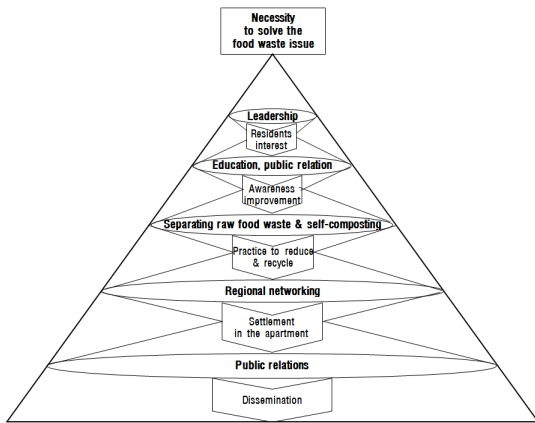 Necessity
to solve the
food waste issue
Leadership
Residents
interest
Education, public relation
Awareness
improvement
Separating raw food waste & self-composting
Practice to reduce
& recycle
Regional networking
Settlement
in the apartment
Public relations
Dissemination